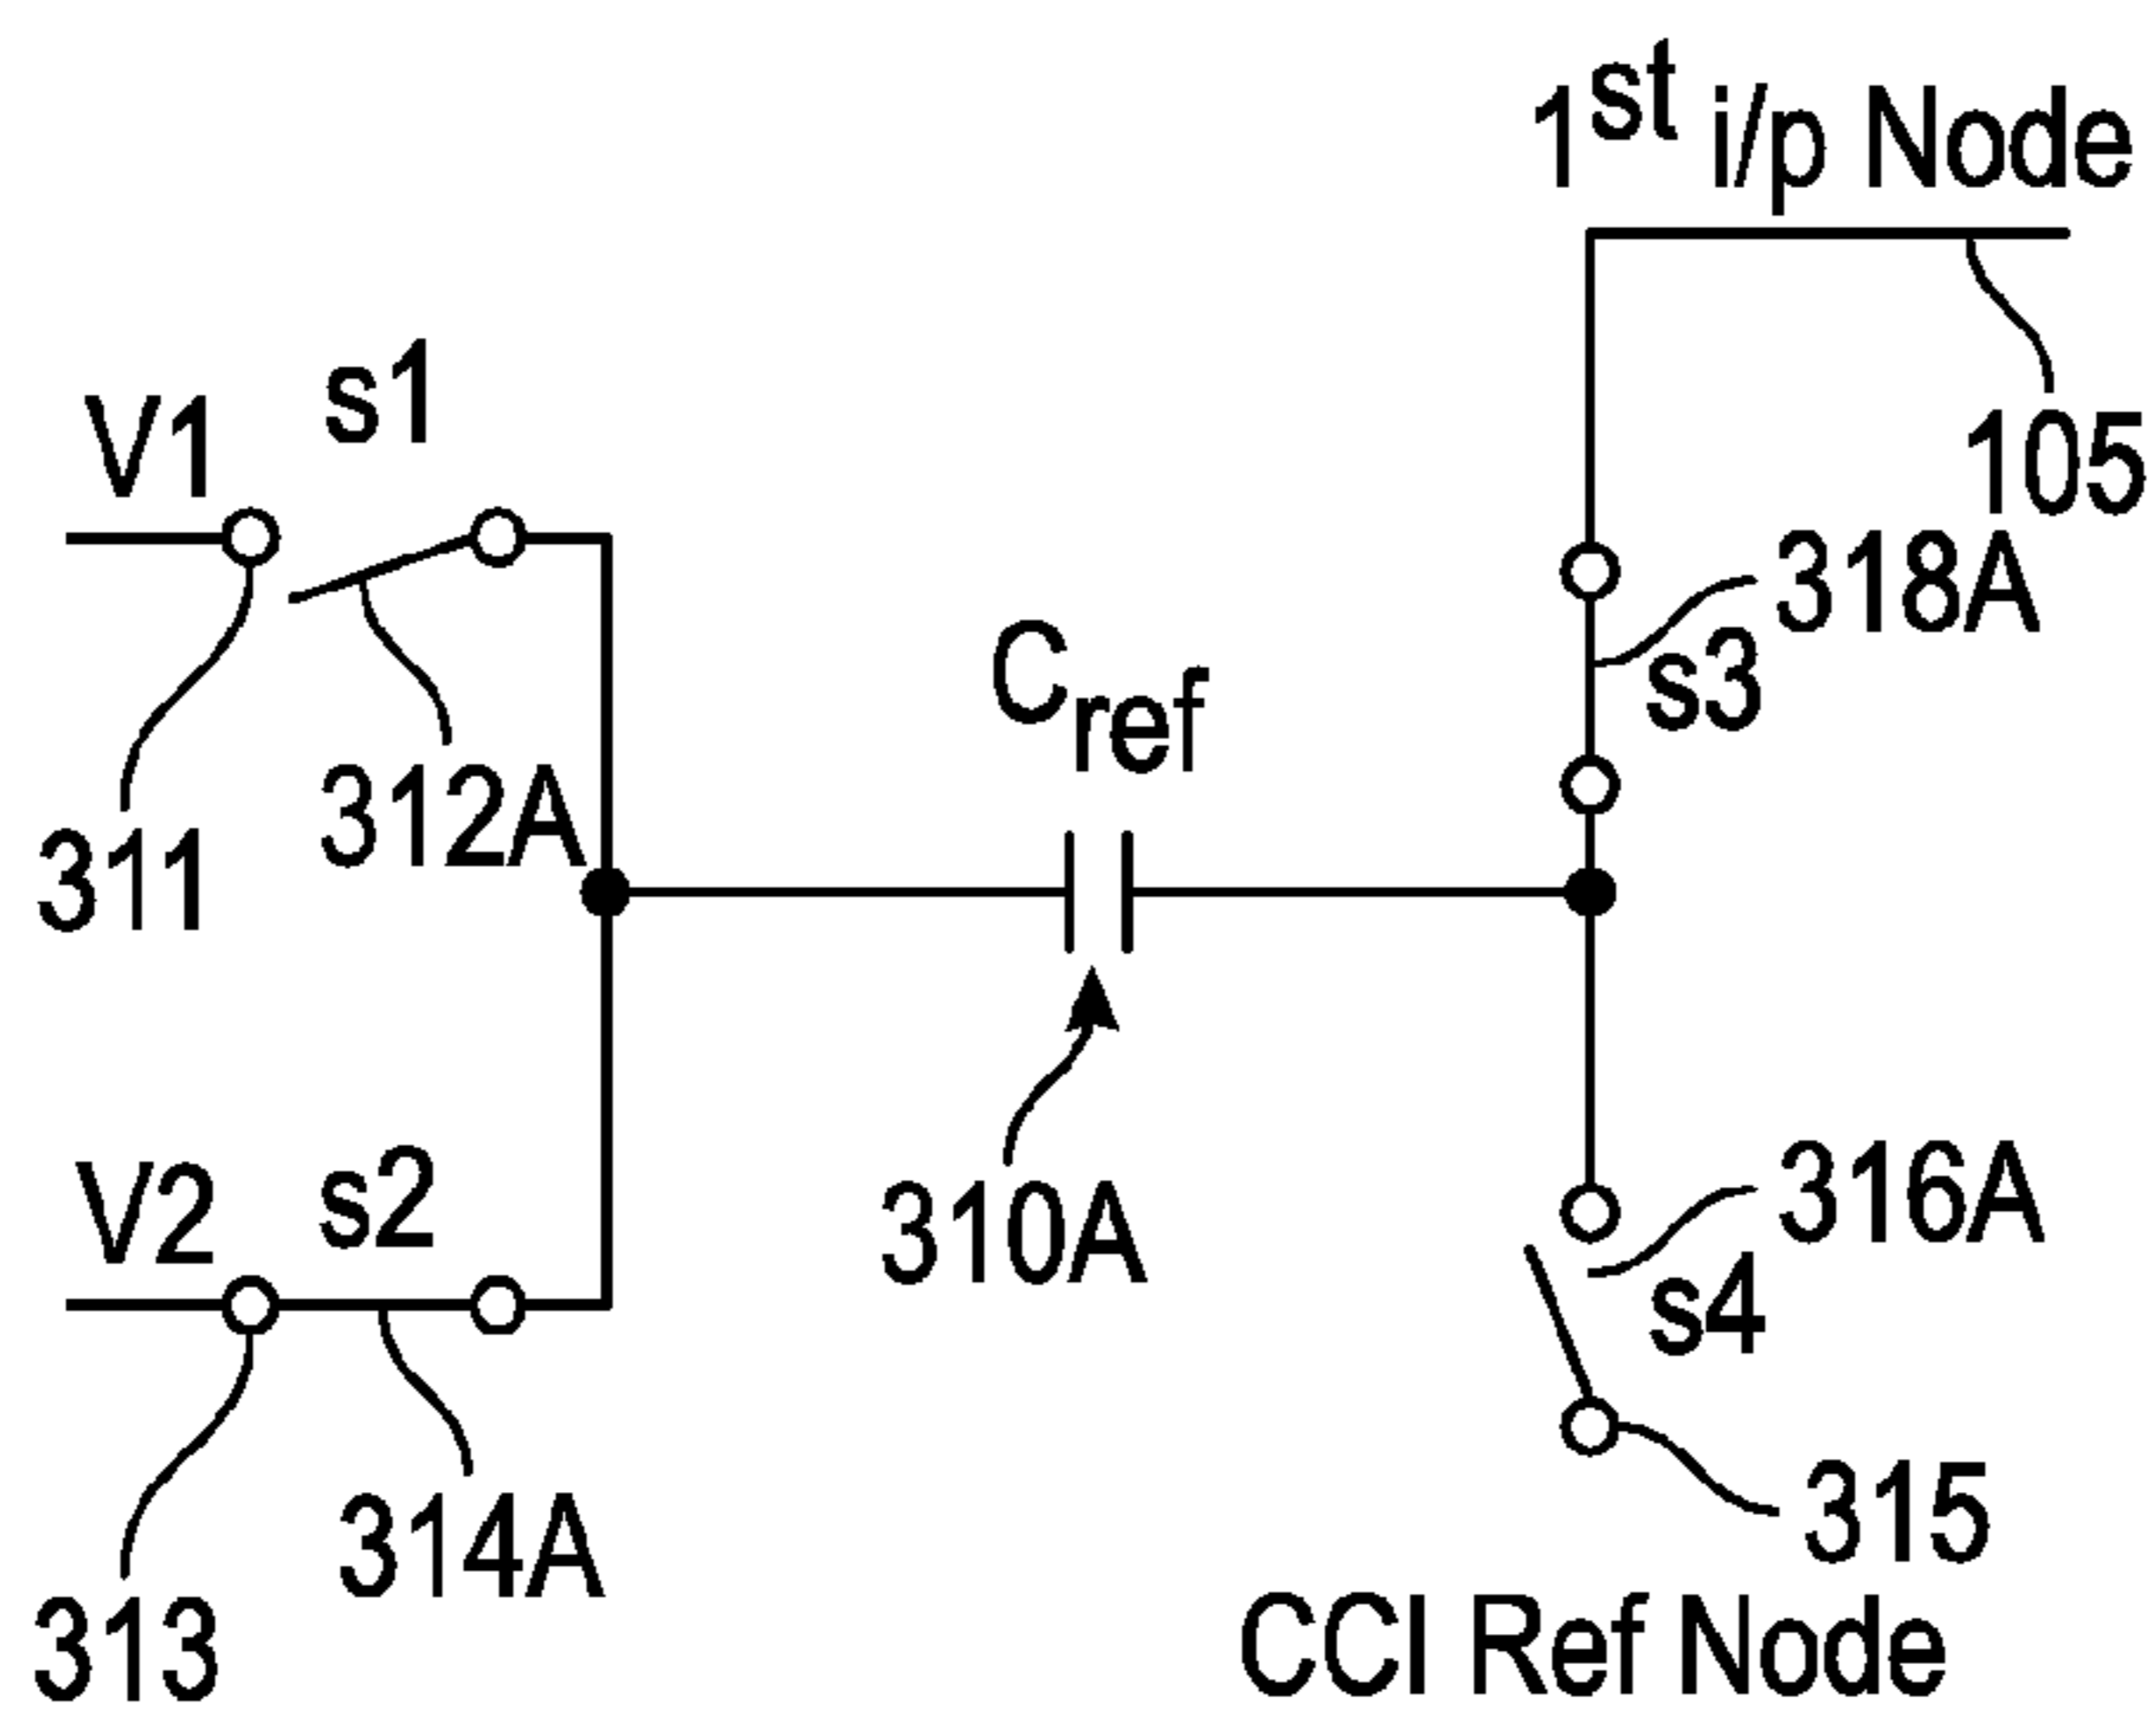 1st i/p Node
105
V1
s1
311
312A
Cref
318A
s3
310A
V2
s2
313
314A
316A
s4
315
CCI Ref Node